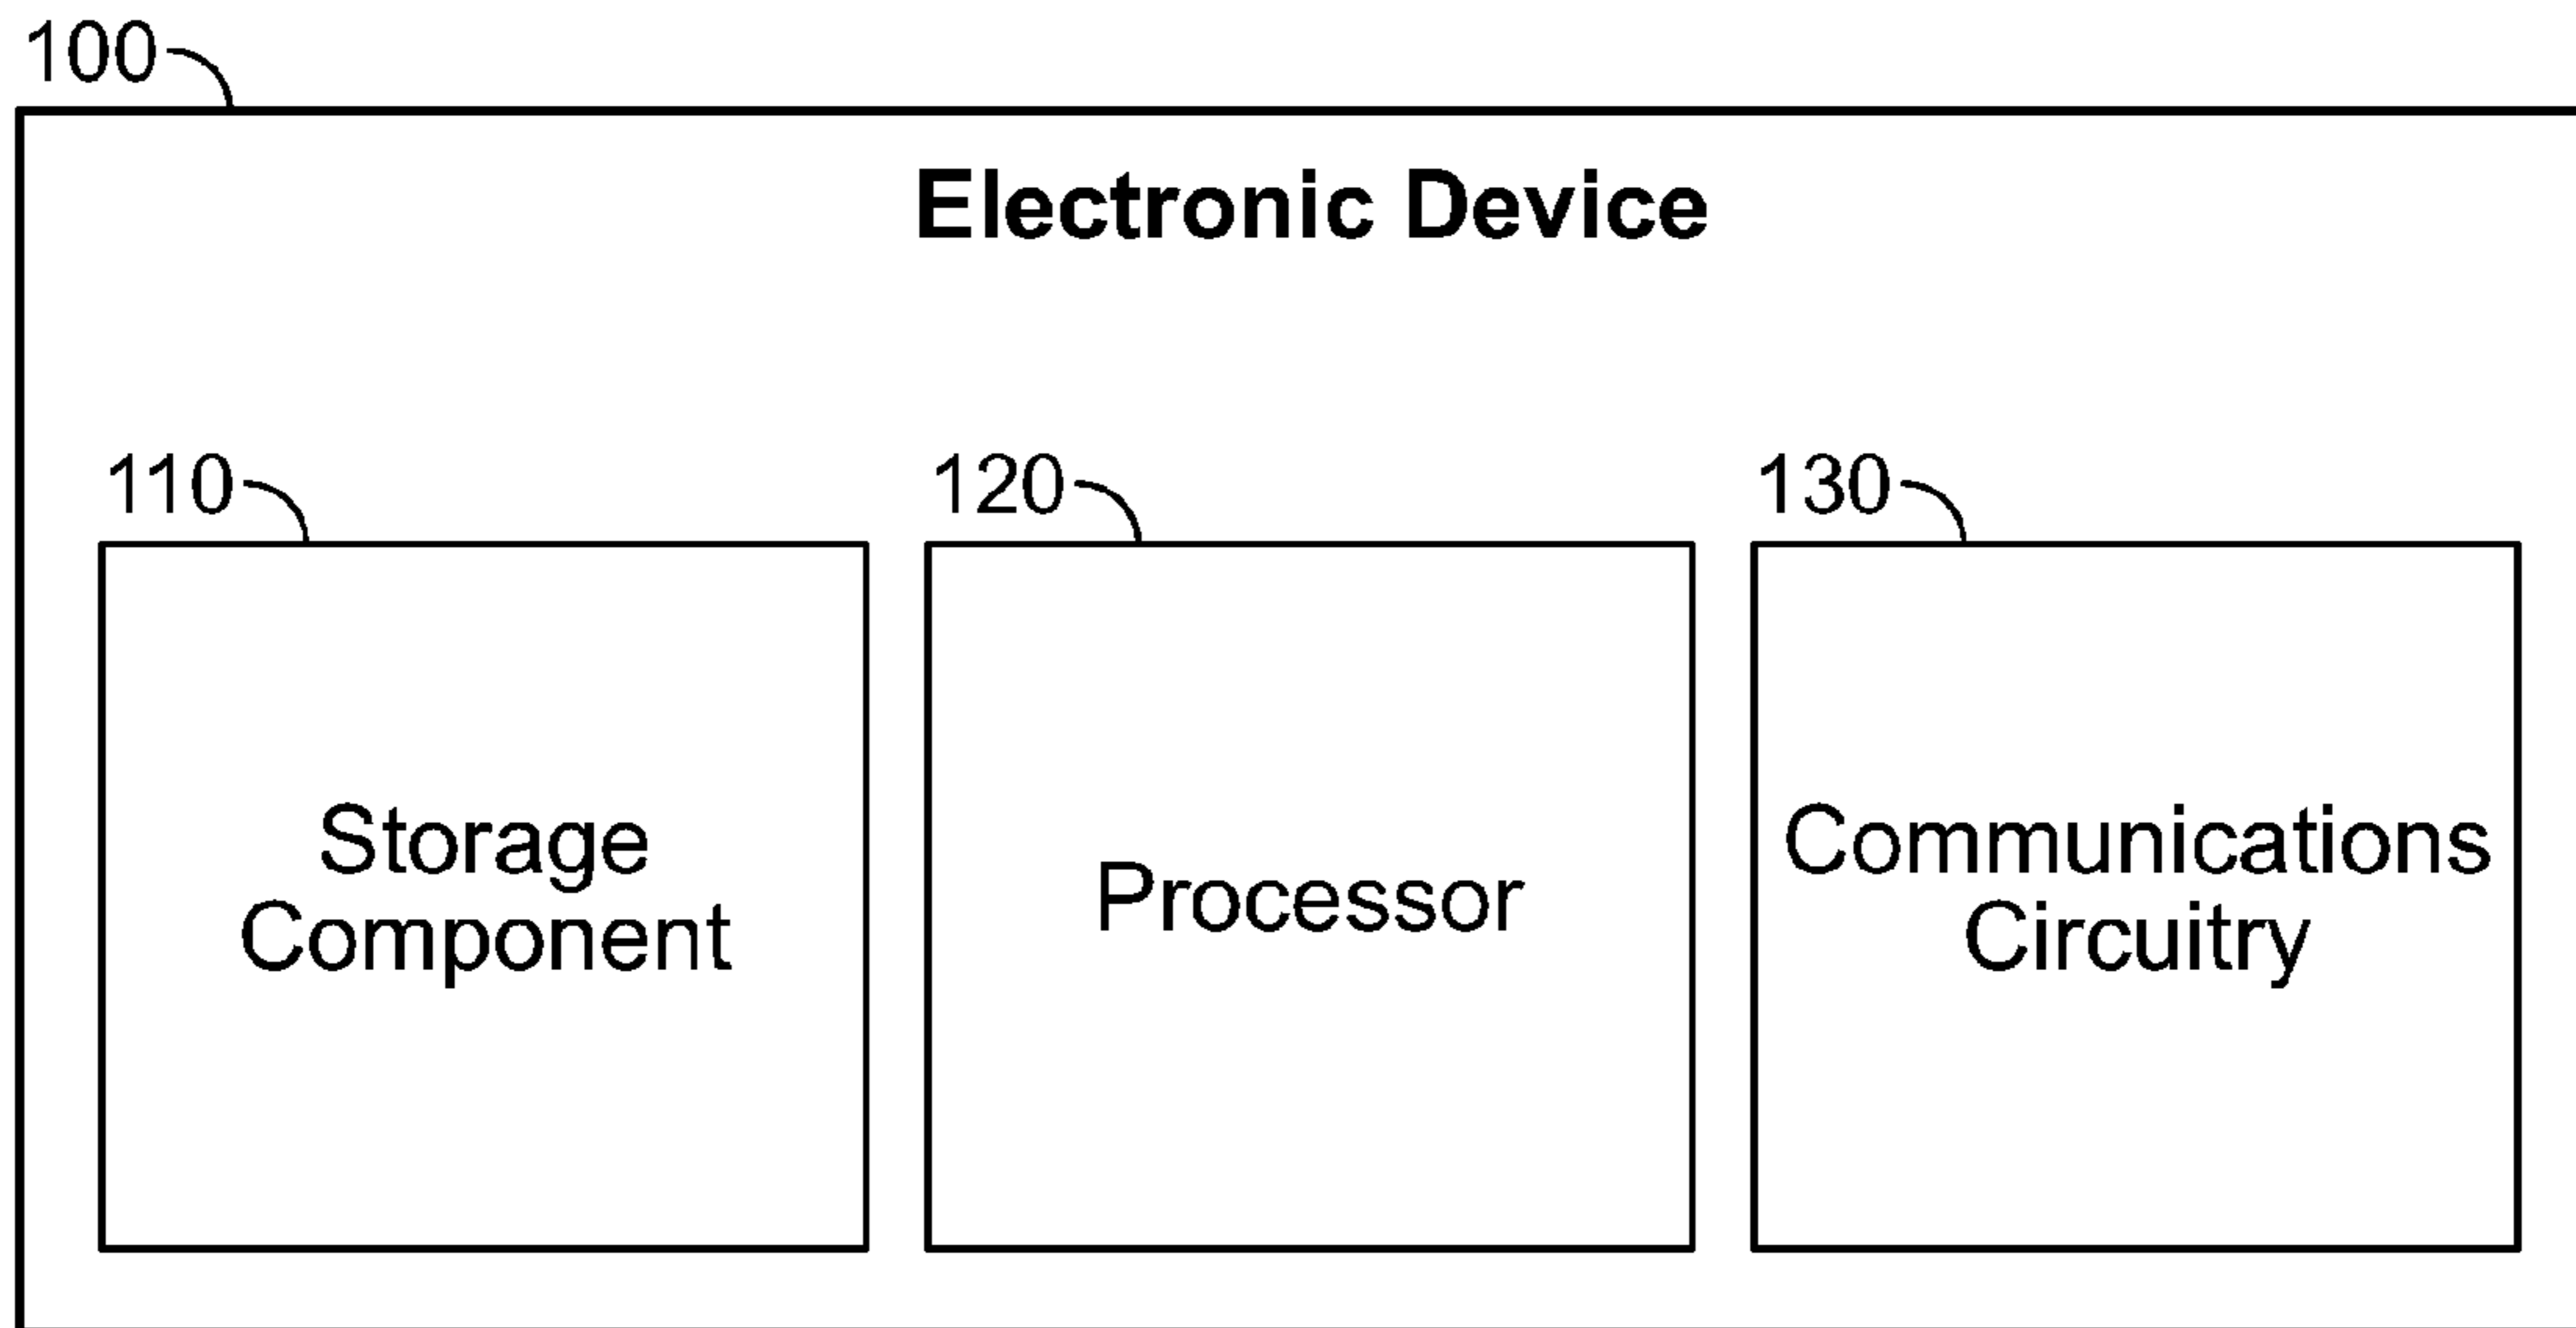 100
Electronic Device
110
120
130
Storage
Component
Processor
Communications
Circuitry